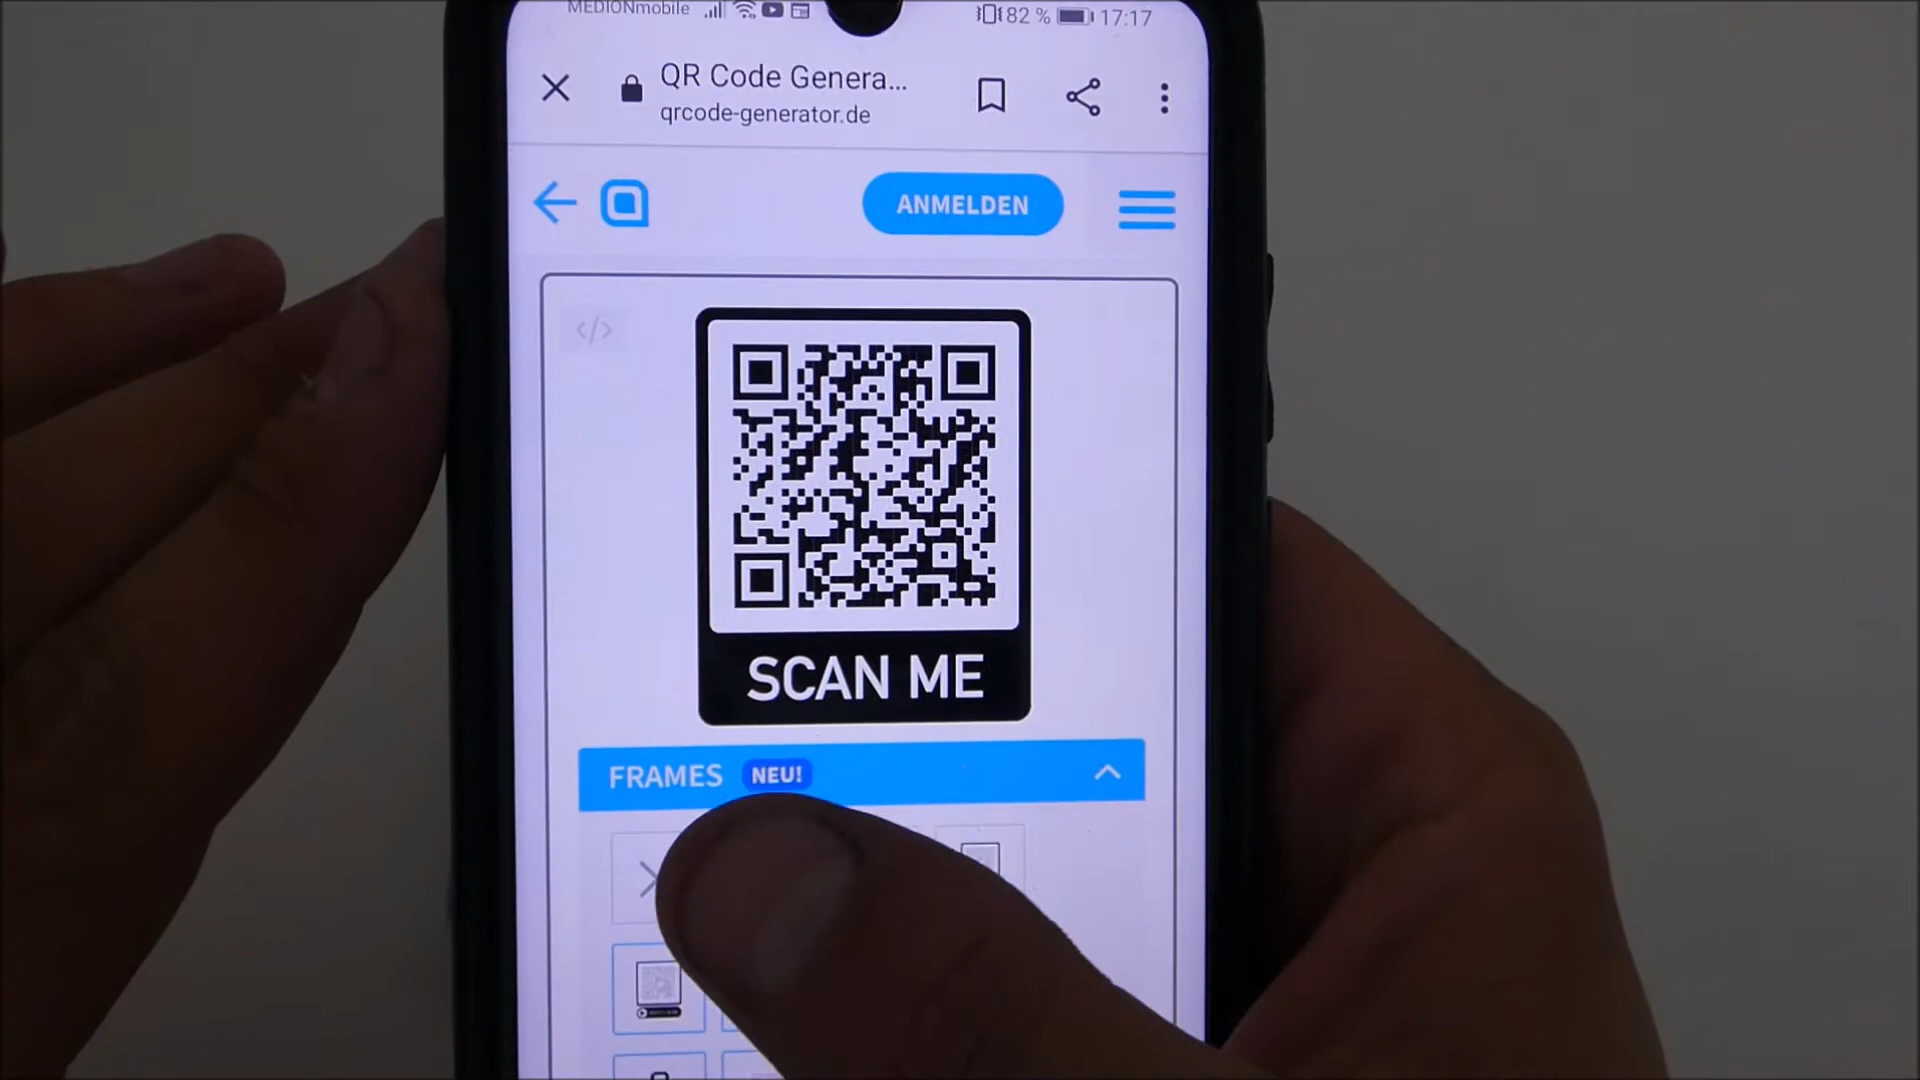 MEDIONmobile
82 % 17:17
QR Code Genera...
qrcode-generator.de
ANMELDEN
</>
SCAN ME
FRAMES NEU!